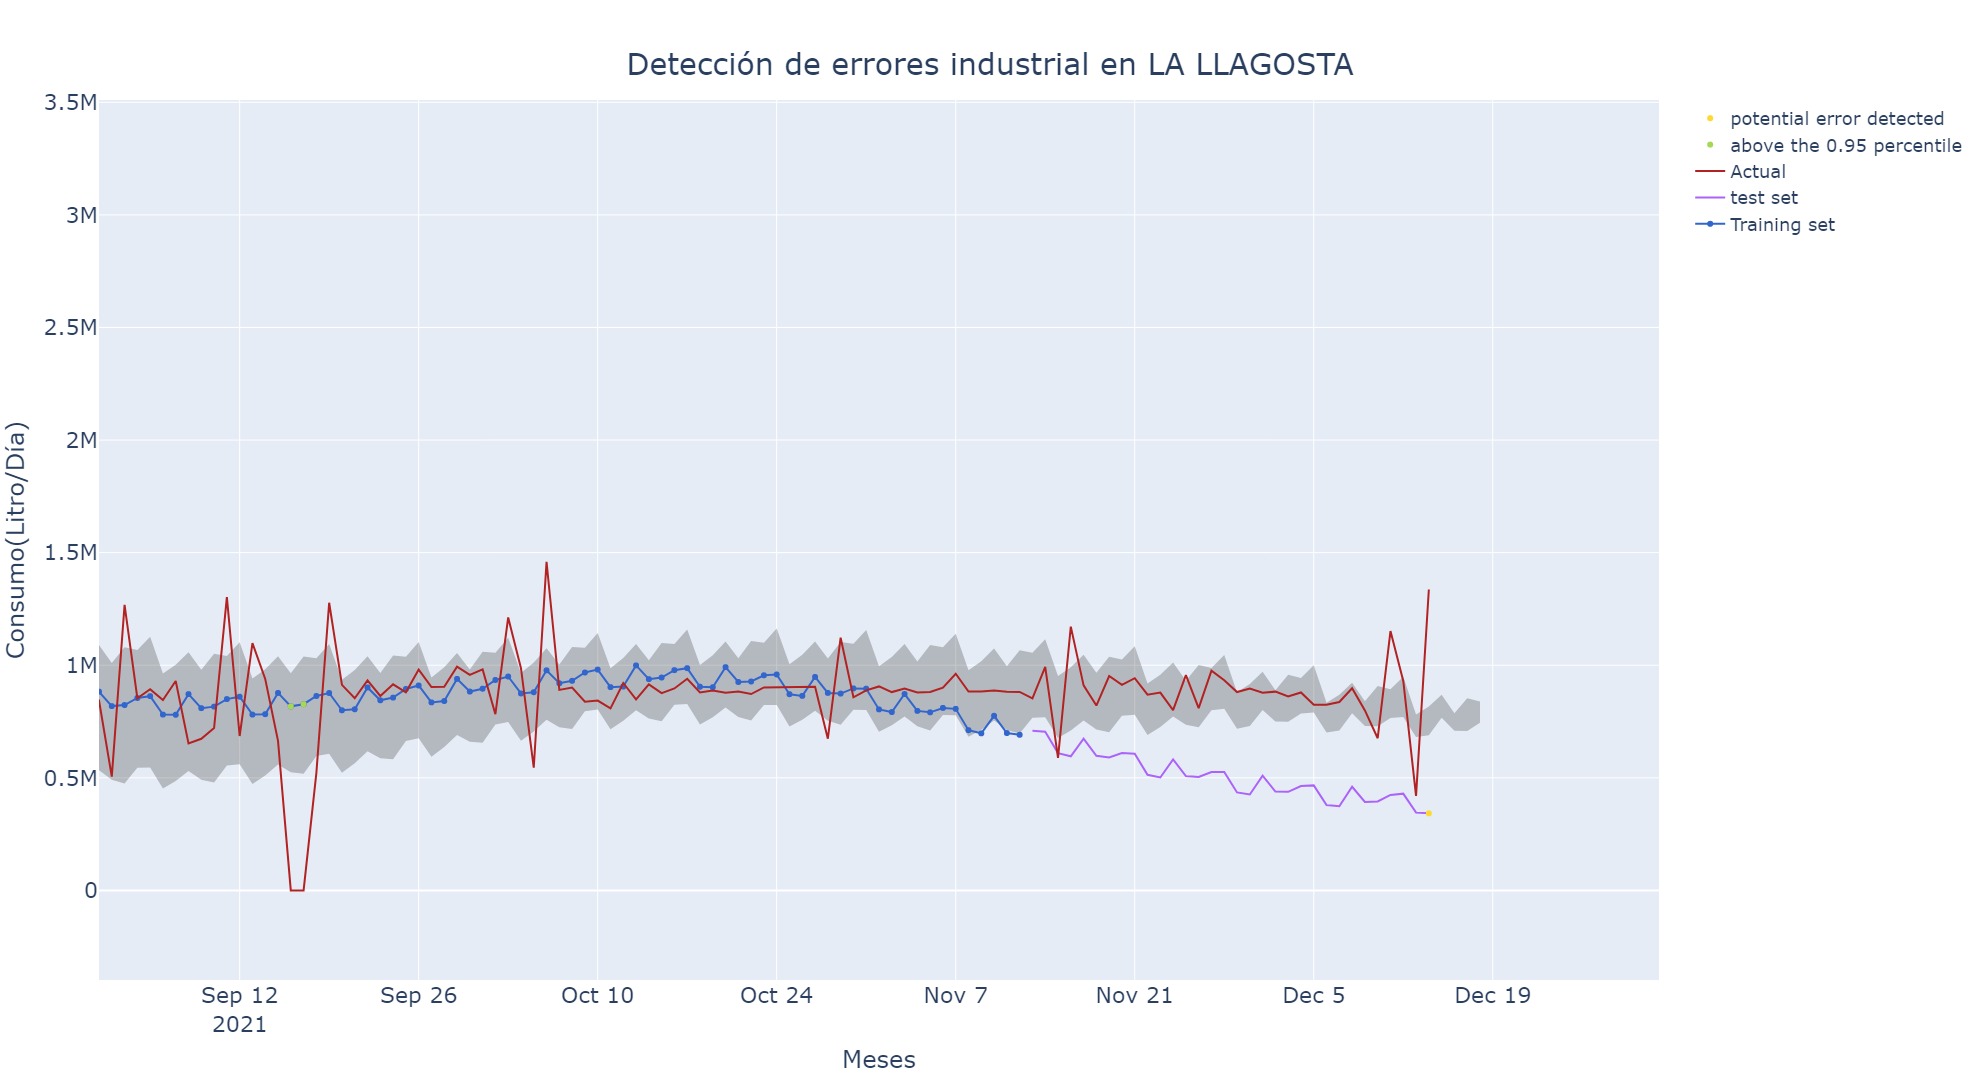 Detección de errores industrial en LA LLAGOSTA
3.5M
3M
2.5M
2M
1.5M
1M
0.5M
0
Consumo(Litro/Día)
Sep 12
2021
Sep 26
Oct 10
Oct 24
Nov 7
Nov 21
Dec 5
Dec 19
Meses
potential error detected
above the 0.95 percentile
Actual
test set
Training set